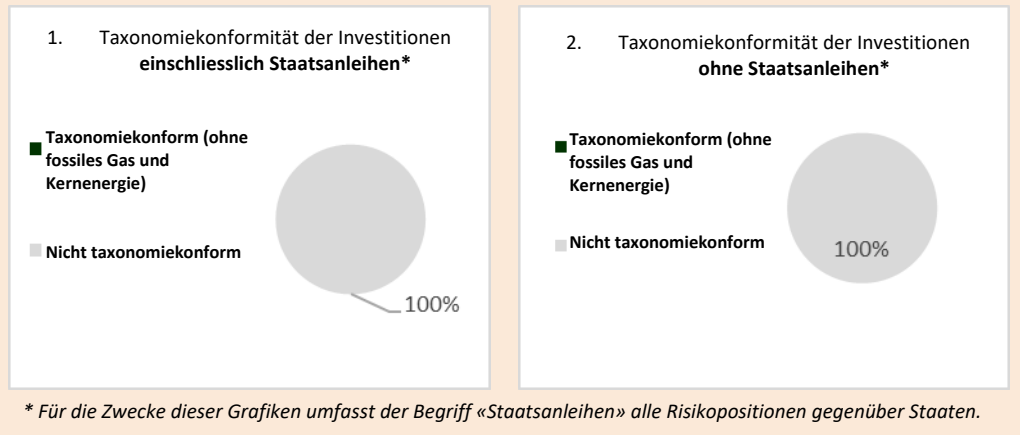 1. Taxonomiekonformität der Investitionen
einschliesslich Staatsanleihen*
Taxonomiekonform (ohne
fossiles Gas und
Kernenergie)
Nicht taxonomiekonform
100%
2. Taxonomiekonformität der Investitionen
ohne Staatsanleihen*
Taxonomiekonform (ohne
fossiles Gas und
Kernenergie)
Nicht taxonomiekonform
100%
* Für die Zwecke dieser Grafiken umfasst der Begriff «Staatsanleihen» alle Risikopositionen gegenüber Staaten.